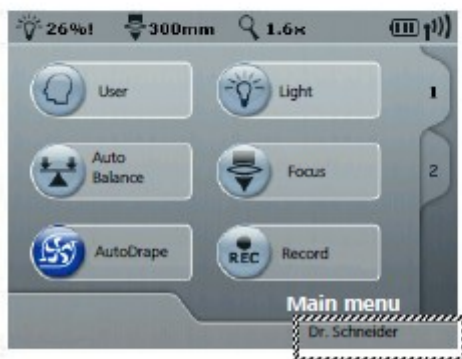 26%! 300mm 1.6x
User Light 1
Auto
Balance Focus 2
AutoDrape REC Record
Main menu
Dr. Schneider